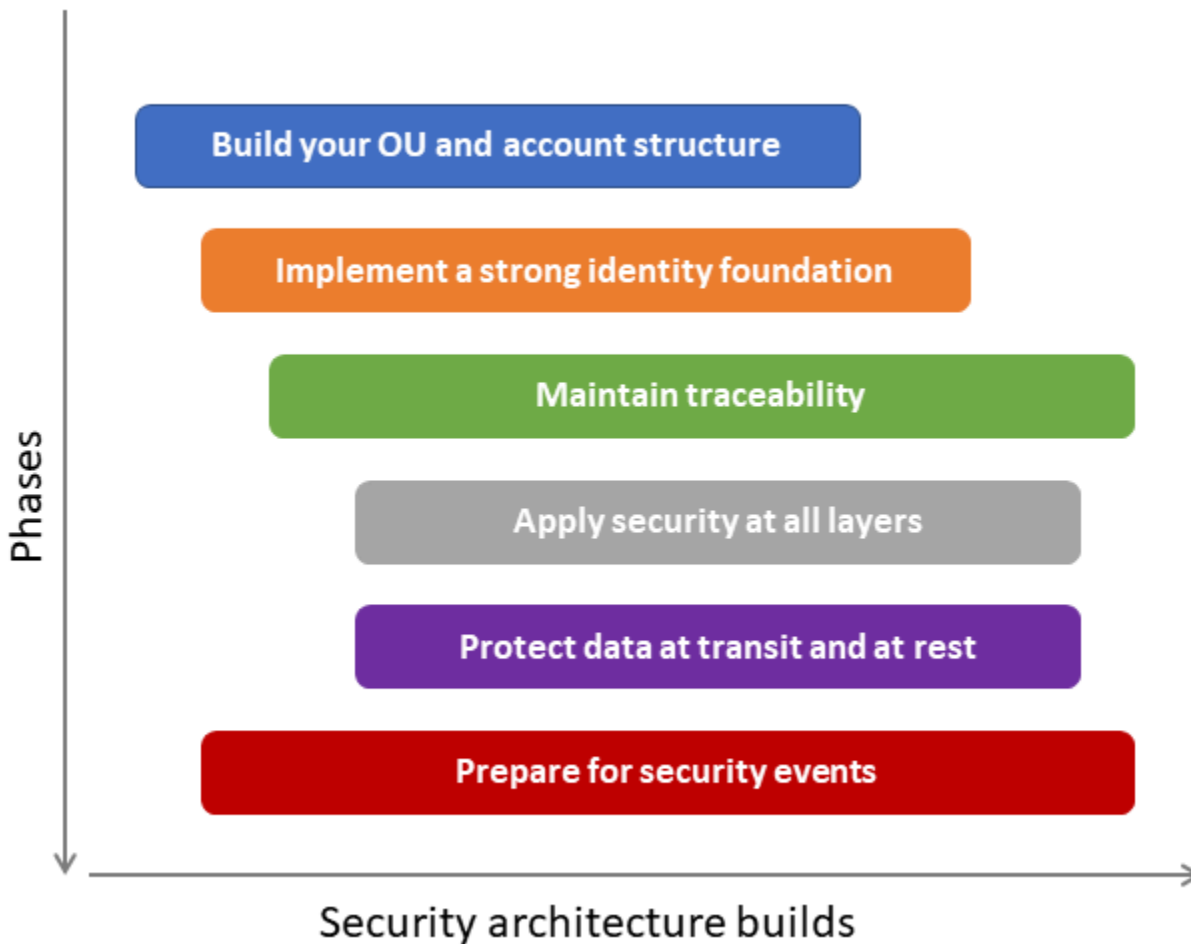 Build your OU and account structure
Implement a strong identity foundation
Maintain traceability
Apply security at all layers
Protect data at transit and at rest
Prepare for security events
Phases
Security architecture builds